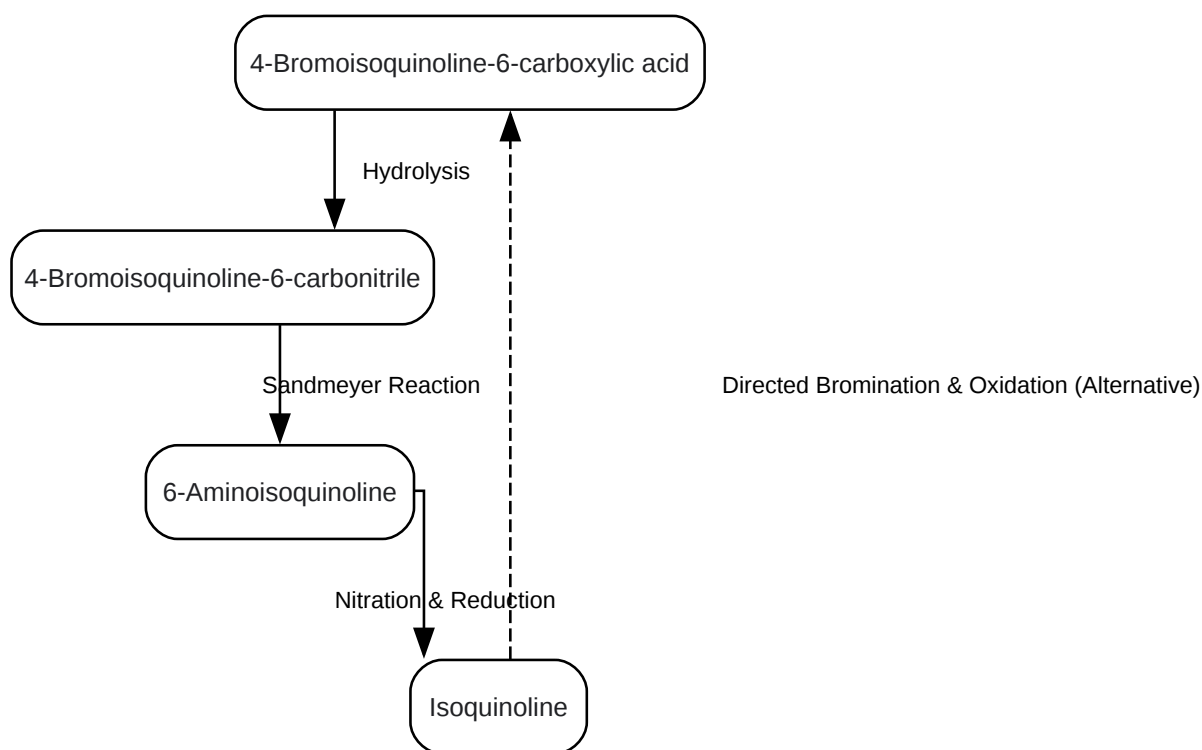 4-Bromoisoquinoline-6-carboxylic acid
Hydrolysis
4-Bromoisoquinoline-6-carbonitrile
Sandmeyer Reaction
Directed Bromination & Oxidation (Alternative)
6-Aminoisoquinoline
Nitration & Reduction
Isoquinoline